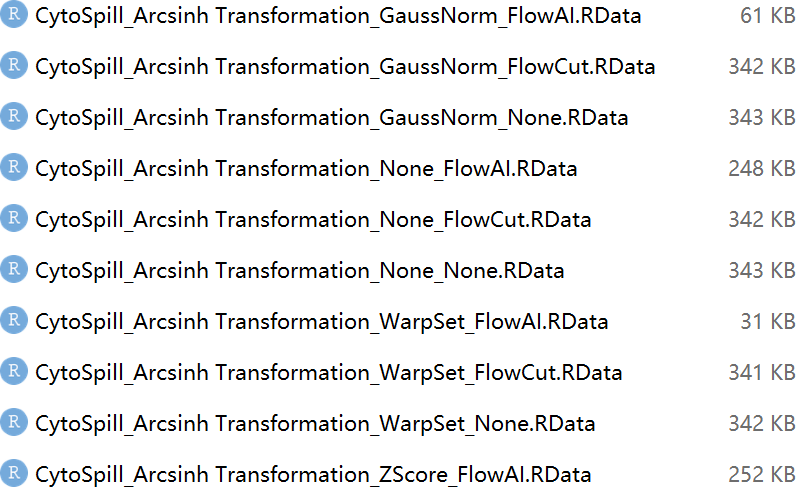 R CytoSpill_Arcsinh Transformation_GaussNorm_FlowAI.RData 61 KB
R CytoSpill_Arcsinh Transformation_GaussNorm_FlowCut.RData 342 KB
R CytoSpill_Arcsinh Transformation_GaussNorm_None.RData 343 KB
R CytoSpill_Arcsinh Transformation_None_FlowAI.RData 248 KB
R CytoSpill_Arcsinh Transformation_None_FlowCut.RData 342 KB
R CytoSpill_Arcsinh Transformation_None_None.RData 343 KB
R CytoSpill_Arcsinh Transformation_WarpSet_FlowAI.RData 31 KB
R CytoSpill_Arcsinh Transformation_WarpSet_FlowCut.RData 341 KB
R CytoSpill_Arcsinh Transformation_WarpSet_None.RData 342 KB
R CytoSpill_Arcsinh Transformation_ZScore_FlowAI.RData 252 KB